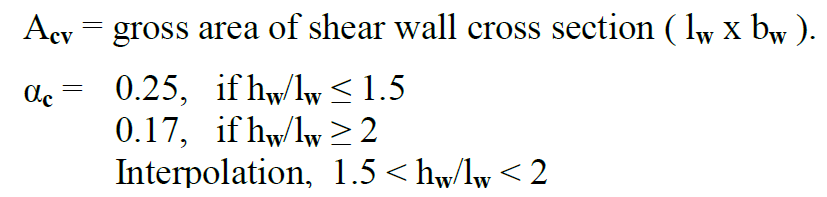 Acv = gross area of shear wall cross section ( lw x bw ).
αc = 0.25, if hw/lw ≤ 1.5
0.17, if hw/lw ≥ 2
Interpolation, 1.5 < hw/lw < 2